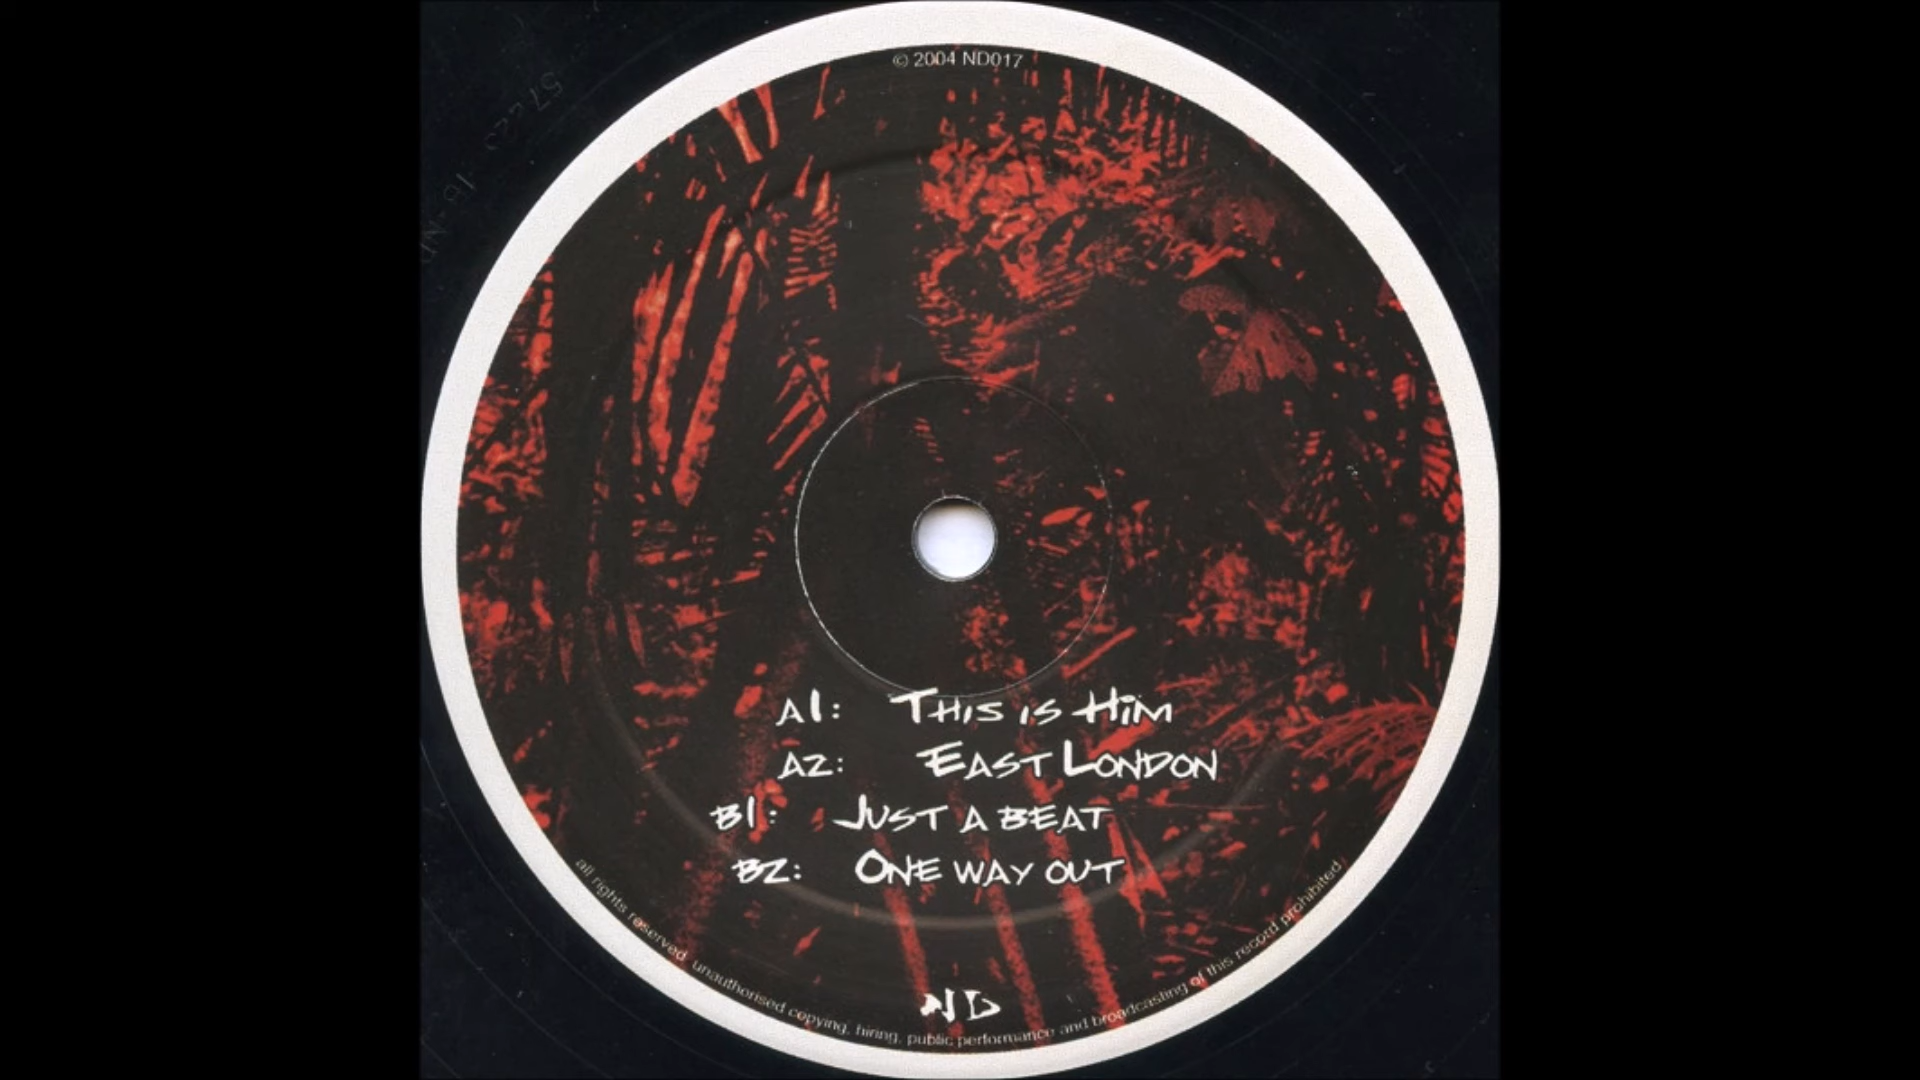 © 2004 ND017
A1: This is Him
A2: East London
B1: Just a beat
B2: One way out
all rights reserved. unauthorised copying, hiring, public performance and broadcasting of this record prohibited
ND